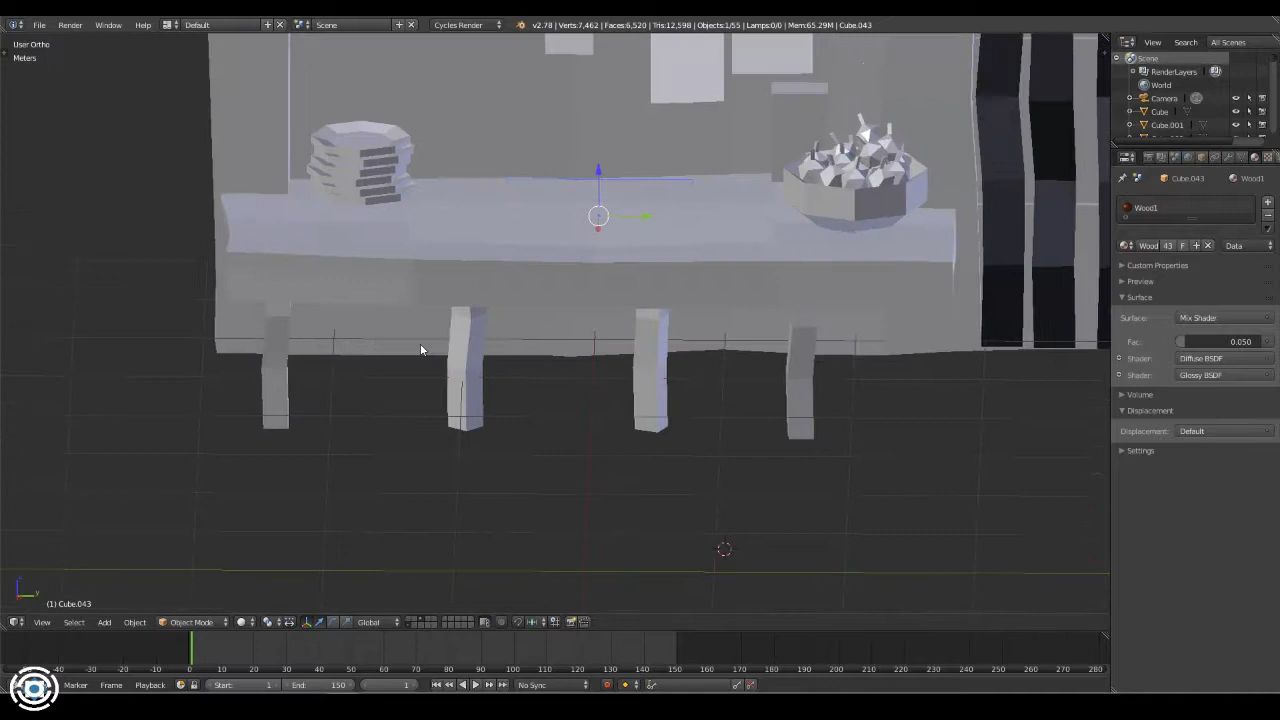 File Render Window Help Default Scene Cycles Render v2.78 | Verts:7,462 | Faces:6,520 | Tris:12,598 | Objects:1/55 | Lamps:0/0 | Mem:65.29M | Cube.043
User Ortho
Meters
View Search All Scenes
Scene
RenderLayers
World
Camera
Cube
Cube.001
Cube.043 Wood1
Wood1
Wood 43 F Data
Custom Properties
Preview
Surface
Surface: Mix Shader
Fac: 0.050
Shader: Diffuse BSDF
Shader: Glossy BSDF
Volume
Displacement
Displacement: Default
Settings
(1) Cube.043
View Select Add Object Object Mode Global
-40 -30 -20 -10 0 10 20 30 40 50 60 70 80 90 100 110 120 130 140 150 160 170 180 190 200 210 220 230 240 250 260 270 280
Marker Frame Playback Start: 1 End: 150 1 No Sync